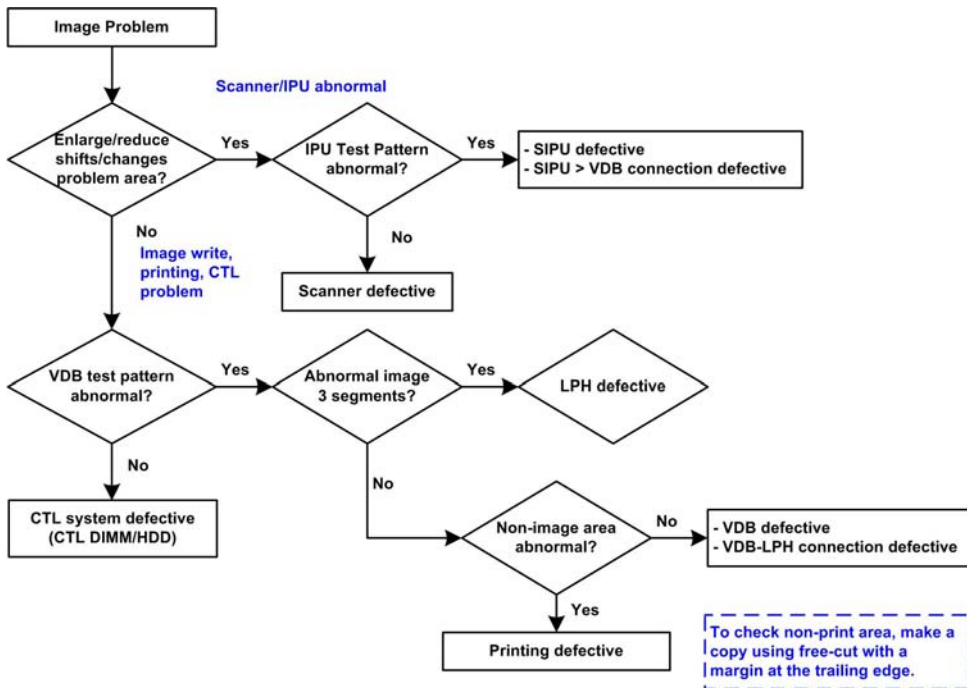 Image Problem
Scanner/IPU abnormal
Enlarge/reduce
shifts/changes
problem area?
Yes
IPU Test Pattern
abnormal?
Yes
- SIPU defective
- SIPU > VDB connection defective
No
Image write,
printing, CTL
problem
No
Scanner defective
VDB test pattern
abnormal?
Yes
Abnormal image
3 segments?
Yes
LPH defective
No
CTL system defective
(CTL DIMM/HDD)
No
Non-image area
abnormal?
No
- VDB defective
- VDB-LPH connection defective
Yes
Printing defective
To check non-print area, make a
copy using free-cut with a
margin at the trailing edge.